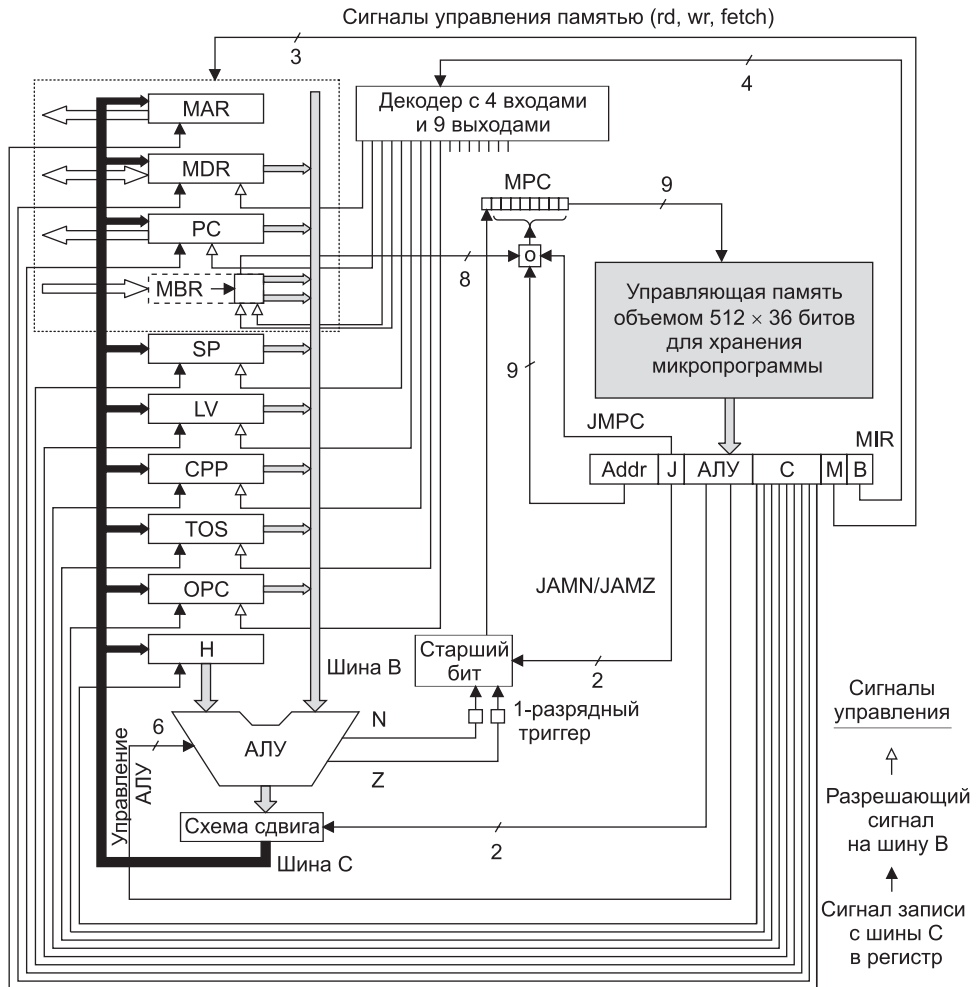 Сигналы управления памятью (rd, wr, fetch)
3
4
MAR
Декодер с 4 входами
и 9 выходами
MDR
MPC
9
PC
8
o
MBR
Управляющая память
объемом 512 × 36 битов
для хранения
микропрограммы
SP
9
LV
JMPC
MIR
CPP
Addr J АЛУ C M B
TOS
JAMN/JAMZ
OPC
H
Старший
бит
2
Шина B
Сигналы
управления
N
1-разрядный
триггер
6
АЛУ
Z
Управление
АЛУ
Разрешающий
сигнал
на шину B
Схема сдвига
2
Шина C
Сигнал записи
с шины C
в регистр